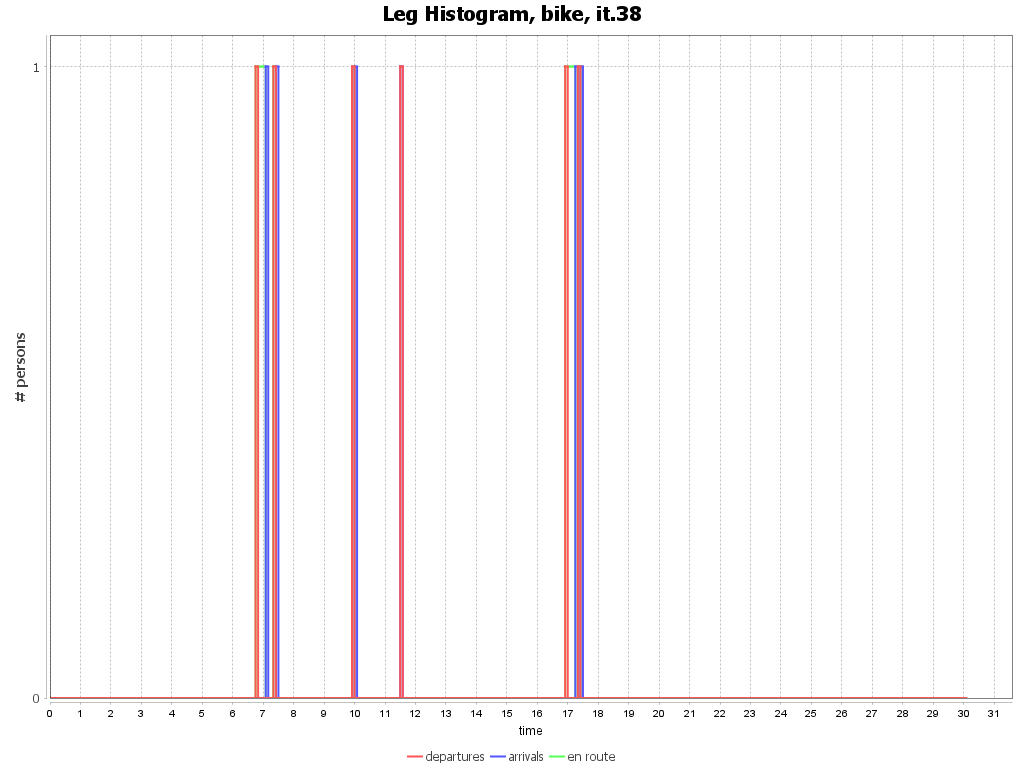 Leg Histogram, bike, it.38
# persons
1
0
0 1 2 3 4 5 6 7 8 9 10 11 12 13 14 15 16 17 18 19 20 21 22 23 24 25 26 27 28 29 30 31
time
departures arrivals en route